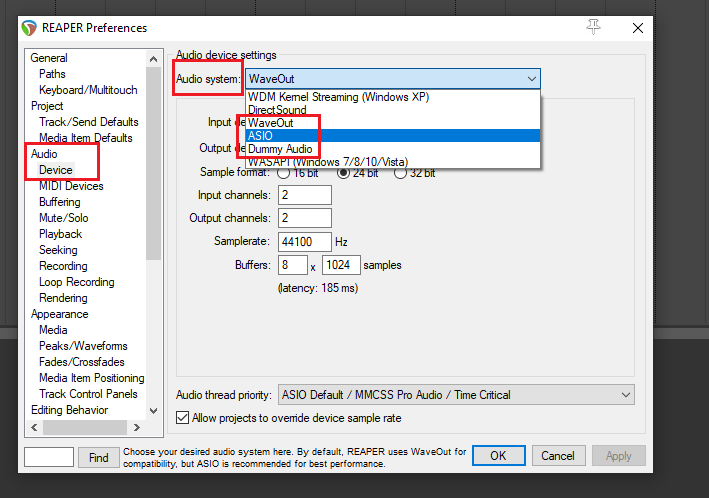 REAPER Preferences
General
Paths
Keyboard/Multitouch
Project
Track/Send Defaults
Media Item Defaults
Audio
Device
MIDI Devices
Buffering
Mute/Solo
Playback
Seeking
Recording
Loop Recording
Rendering
Appearance
Media
Peaks/Waveforms
Fades/Crossfades
Media Item Positioning
Track Control Panels
Editing Behavior
Audio device settings
Audio system: WaveOut
WDM Kernel Streaming (Windows XP)
DirectSound
WaveOut
ASIO
Dummy Audio
WASAPI (Windows 7/8/10/Vista)
Input de
Output de
Sample format: 16 bit 24 bit 32 bit
Input channels: 2
Output channels: 2
Samplerate: 44100 Hz
Buffers: 8 x 1024 samples
(latency: 185 ms)
Audio thread priority: ASIO Default / MMCSS Pro Audio / Time Critical
Allow projects to override device sample rate
Find
Choose your desired audio system here. By default, REAPER uses WaveOut for
compatibility, but ASIO is recommended for best performance.
OK Cancel Apply